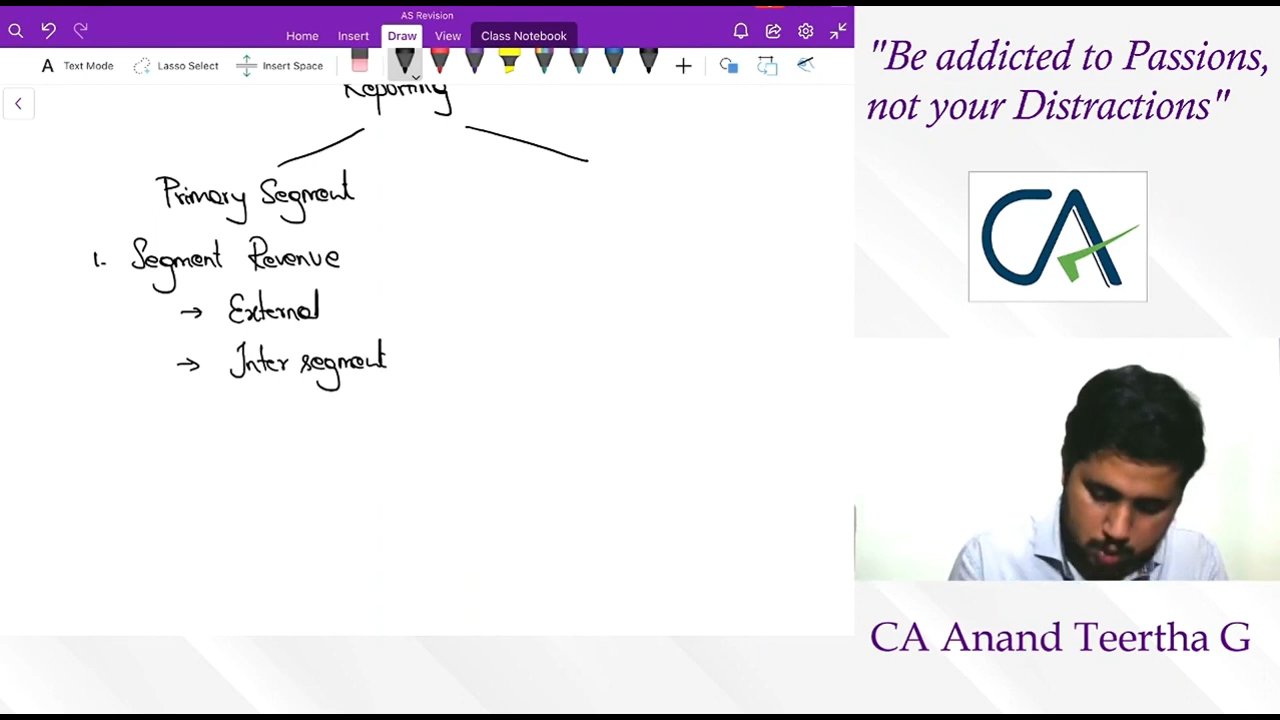 AS Revision
Home Insert Draw View Class Notebook
Text Mode Lasso Select Insert Space
Reporting
Primary Segment
1. Segment Revenue
→ External
→ Inter segment
"Be addicted to Passions,
not your Distractions"
CA
CA Anand Teertha G